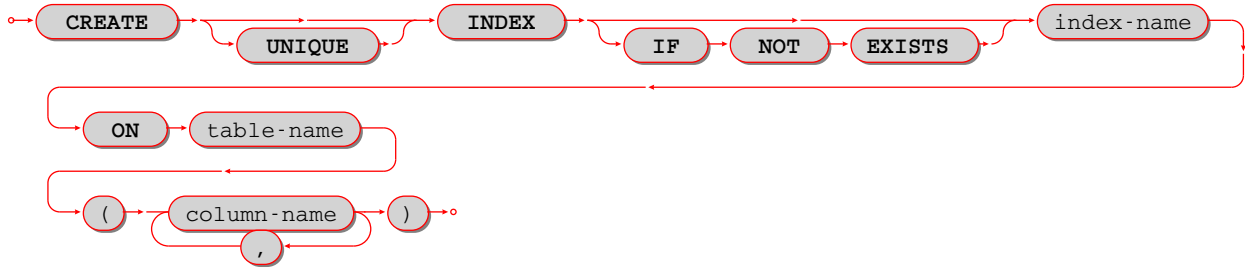 CREATE UNIQUE INDEX IF NOT EXISTS index-name
ON table-name
( column-name , )